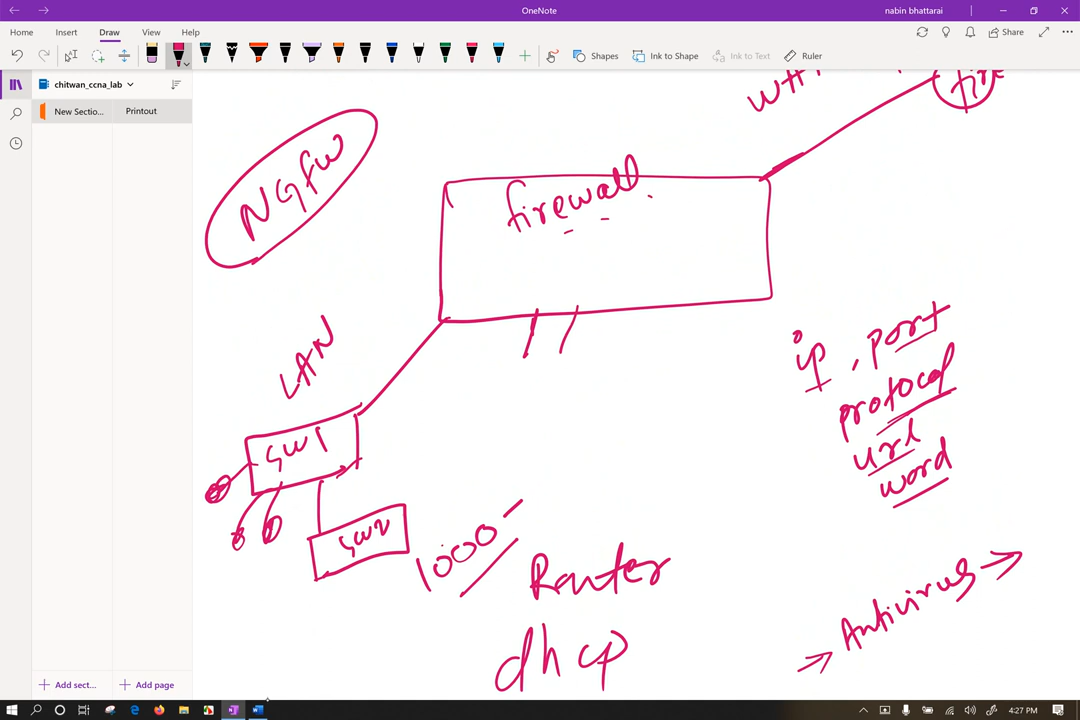 OneNote
nabin bhattarai
Home Insert Draw View Help
Share
Shapes Ink to Shape Ink to Text Ruler
chitwan_ccna_lab
New Sectio... Printout
NGfw
firewall
LAN
SW1
SW2
1000
Router
dhcp
ip, port
protocol
url
word
Antivirus
Add sect... Add page
4:27 PM